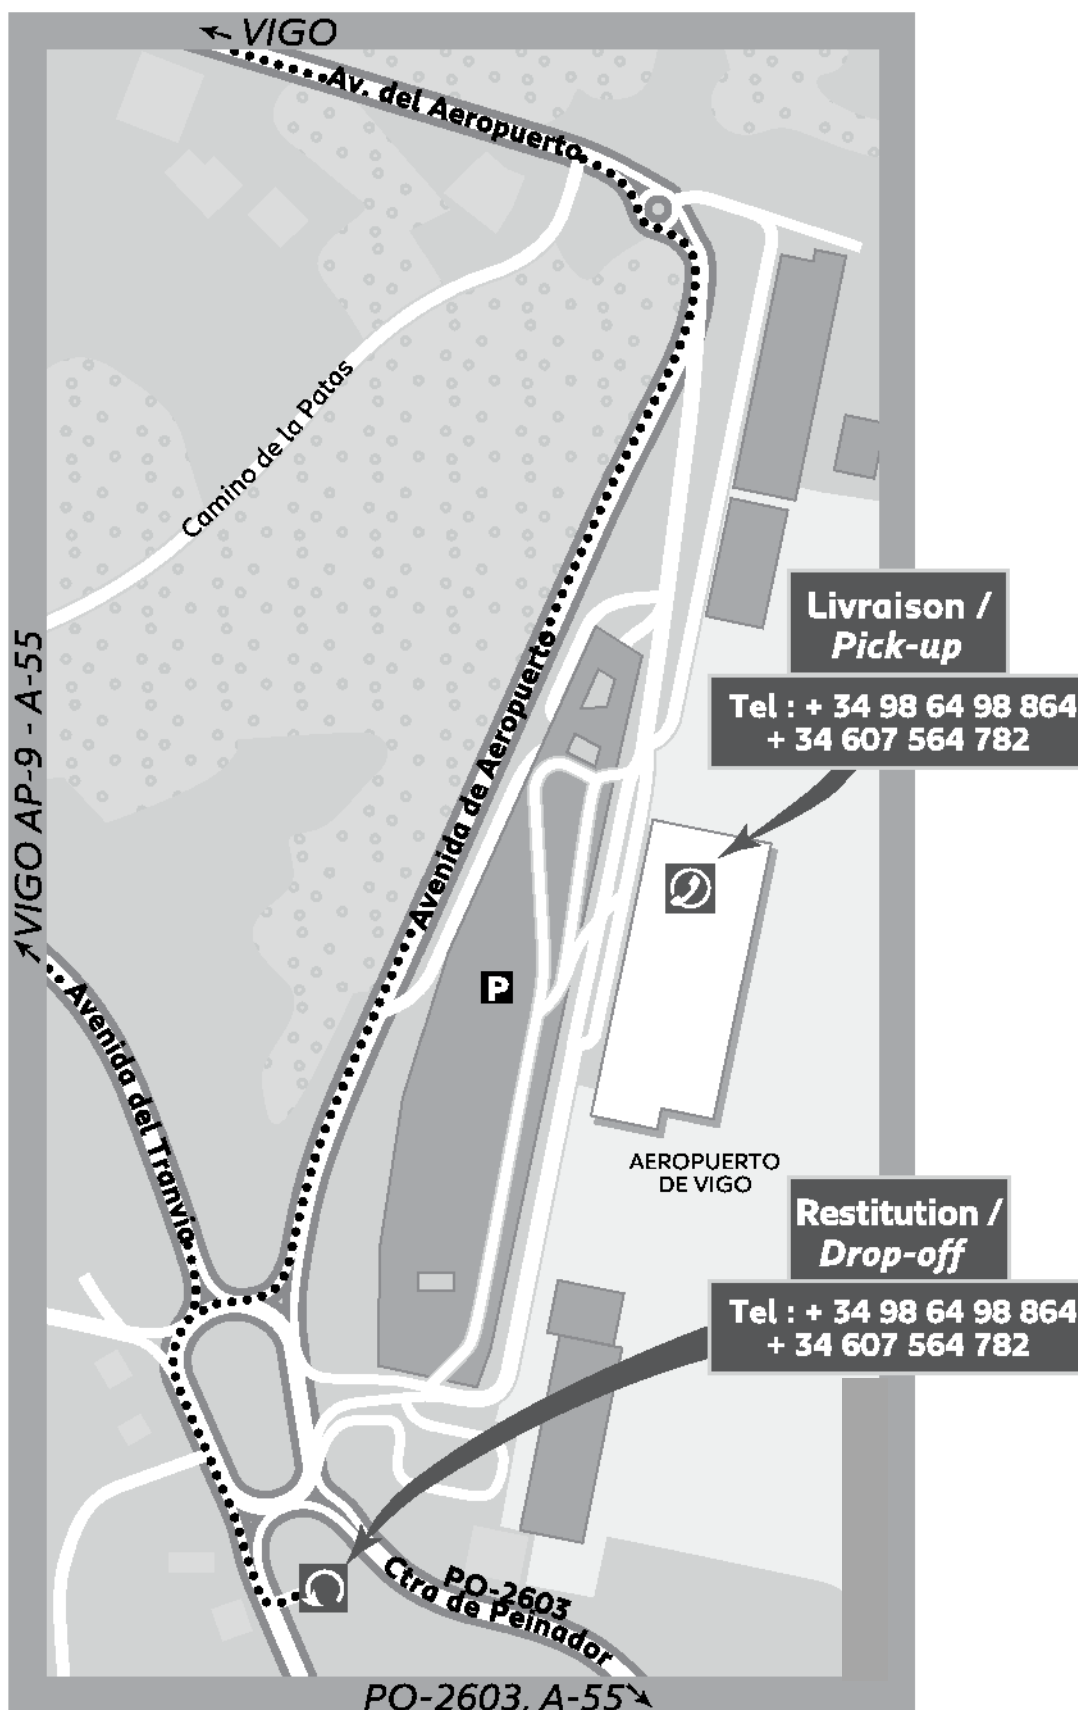 VIGO
Av. del Aeropuerto
Camino de la Patas
Livraison /
Pick-up
Tel : + 34 98 64 98 864
+ 34 607 564 782
VIGO AP-9 - A-55
Avenida de Aeropuerto
P
Avenida del Tranvia
AEROPUERTO
DE VIGO
Restitution /
Drop-off
Tel : + 34 98 64 98 864
+ 34 607 564 782
PO-2603
Ctra de Peinador
PO-2603, A-55